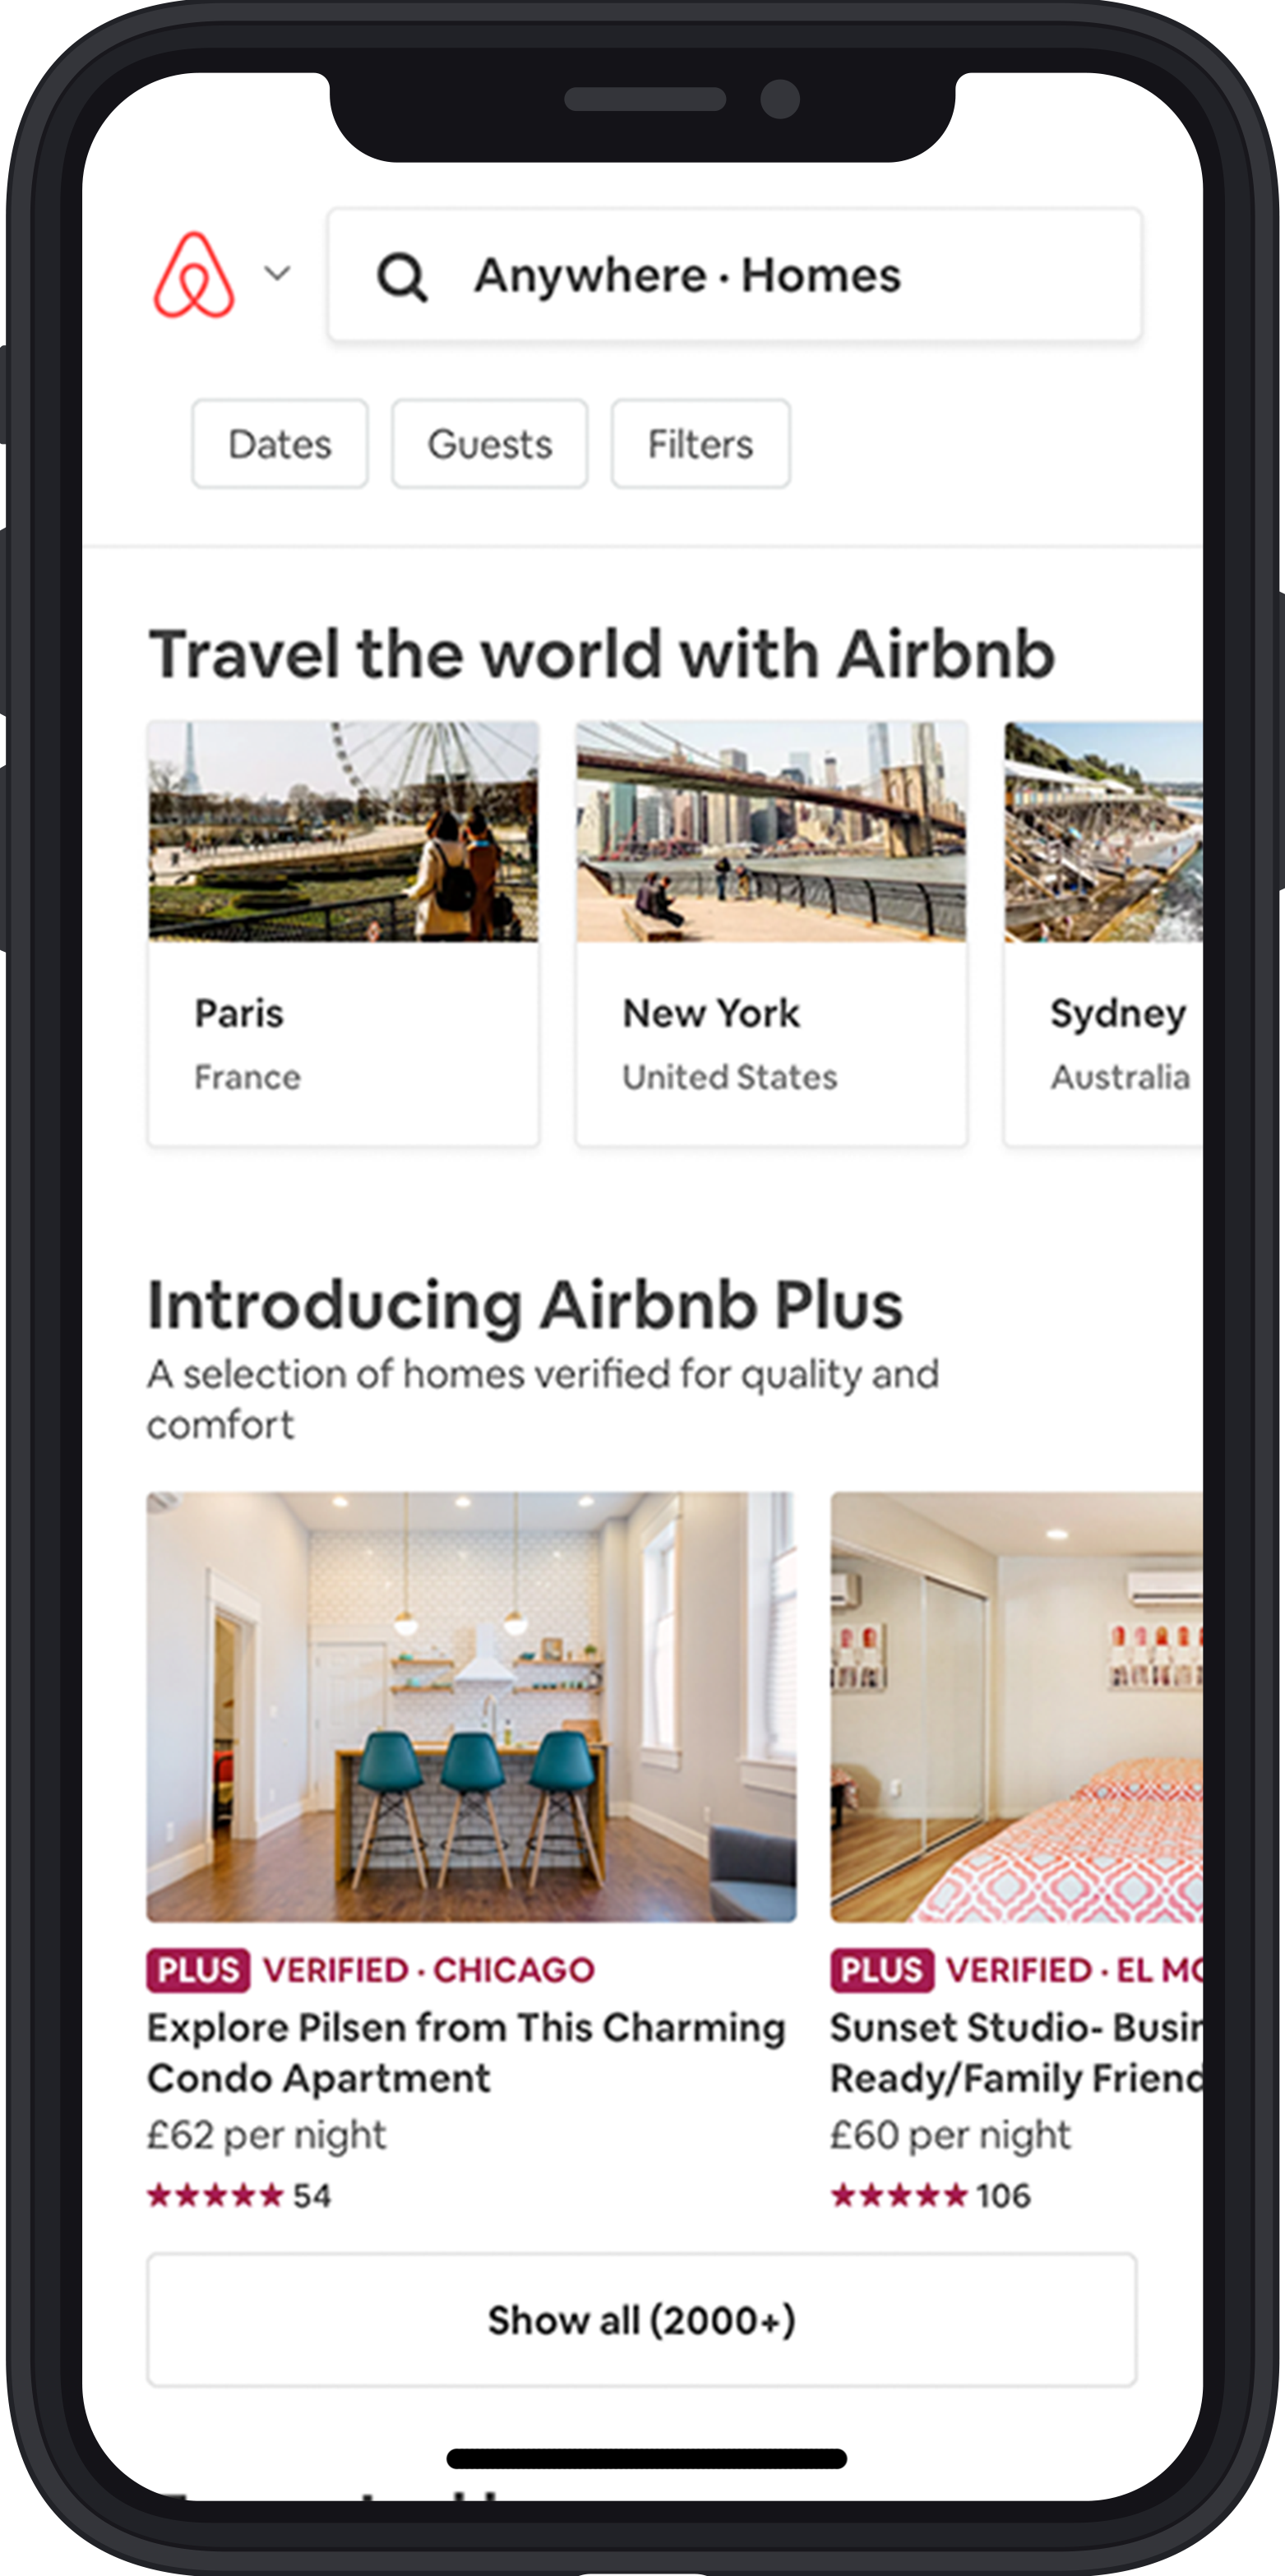 Anywhere · Homes
Dates
Guests
Filters
Travel the world with Airbnb
Paris
France
New York
United States
Sydney
Australia
Introducing Airbnb Plus
A selection of homes verified for quality and
comfort
PLUS VERIFIED · CHICAGO
Explore Pilsen from This Charming
Condo Apartment
£62 per night
54
PLUS VERIFIED · EL
Sunset Studio-
Ready/Family
£60 per night
106
Show all (2000+)